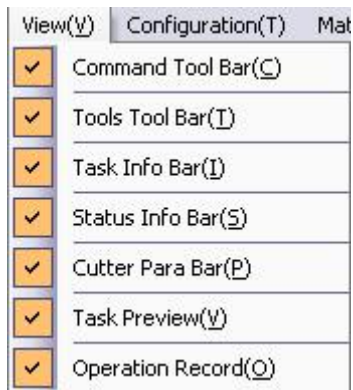 View(V) Configuration(T) Mat
Command Tool Bar(C)
Tools Tool Bar(T)
Task Info Bar(I)
Status Info Bar(S)
Cutter Para Bar(P)
Task Preview(V)
Operation Record(O)